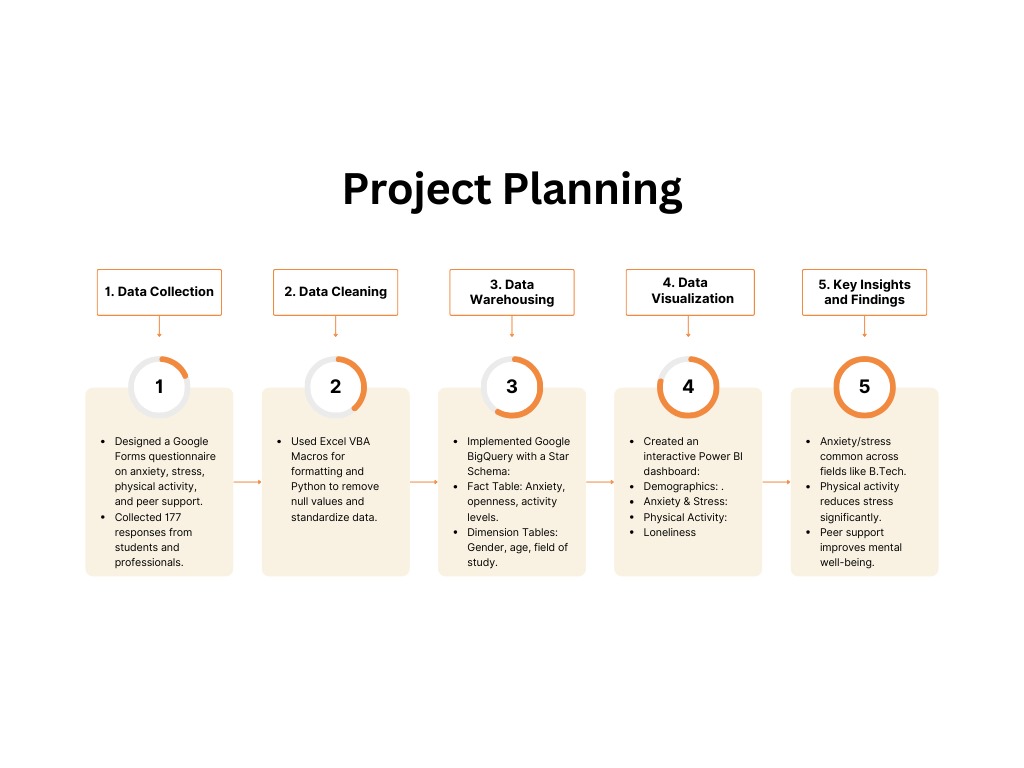 Project Planning
1. Data Collection
2. Data Cleaning
3. Data
Warehousing
4. Data
Visualization
5. Key Insights
and Findings
1
• Designed a Google
Forms questionnaire
on anxiety, stress,
physical activity,
and peer support.
• Collected 177
responses from
students and
professionals.
2
• Used Excel VBA
Macros for
formatting and
Python to remove
null values and
standardize data.
3
• Implemented Google
BigQuery with a Star
Schema:
• Fact Table: Anxiety,
openness, activity
levels.
• Dimension Tables:
Gender, age, field of
study.
4
• Created an
interactive Power BI
dashboard:
• Demographics: .
• Anxiety & Stress:
• Physical Activity:
• Loneliness
5
• Anxiety/stress
common across
fields like B.Tech.
• Physical activity
reduces stress
significantly.
• Peer support
improves mental
well-being.